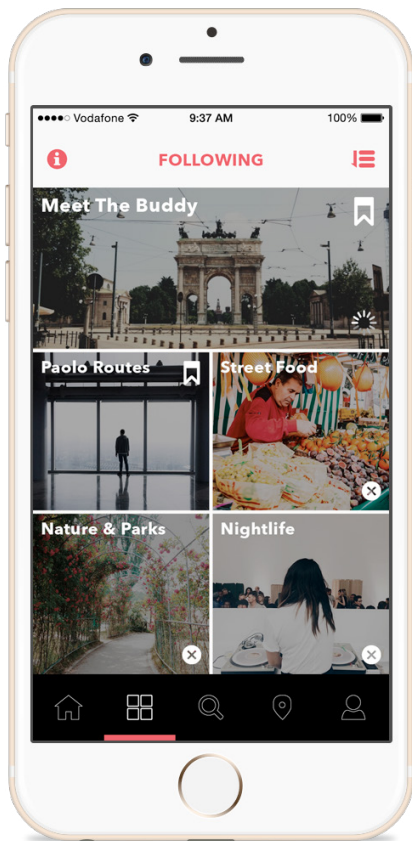 Vodafone 9:37 AM 100%
FOLLOWING
Meet The Buddy
Paolo Routes Street Food
Nature & Parks Nightlife